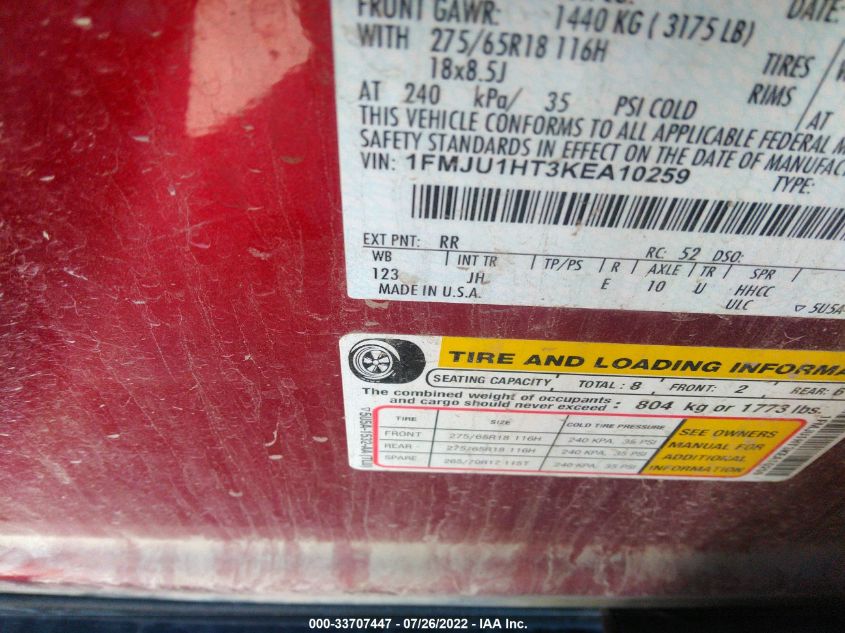 DATE:
FRONT GAWR: 1440 KG ( 3175 LB)
WITH 275/65R18 116H TIRES
18x8.5J RIMS
AT 240 kPa/ 35 PSI COLD AT
THIS VEHICLE CONFORMS TO ALL APPLICABLE FEDERAL M
SAFETY STANDARDS IN EFFECT ON THE DATE OF MANUFAC
VIN: 1FMJU1HT3KEA10259
TYPE:
EXT PNT: RR RC: 52 DSO:
WB INT TR TP/PS R AXLE TR SPR
123 JH E 10 U HHCC
MADE IN U.S.A. ULC
TIRE AND LOADING INFORMA
SEATING CAPACITY TOTAL: 8 FRONT: 2 REAR: 6
The combined weight of occupants
and cargo should never exceed : 804 kg or 1773 lbs.
TIRE SIZE COLD TIRE PRESSURE
FRONT 275/65R18 116H 240 KPA, 35 PSI
REAR 275/65R18 116H 240 KPA, 35 PSI
SPARE 265/70R17 115T 240 KPA, 35 PSI
SEE OWNERS
MANUAL FOR
ADDITIONAL
INFORMATION
000-33707447 - 07/26/2022 - IAA Inc.